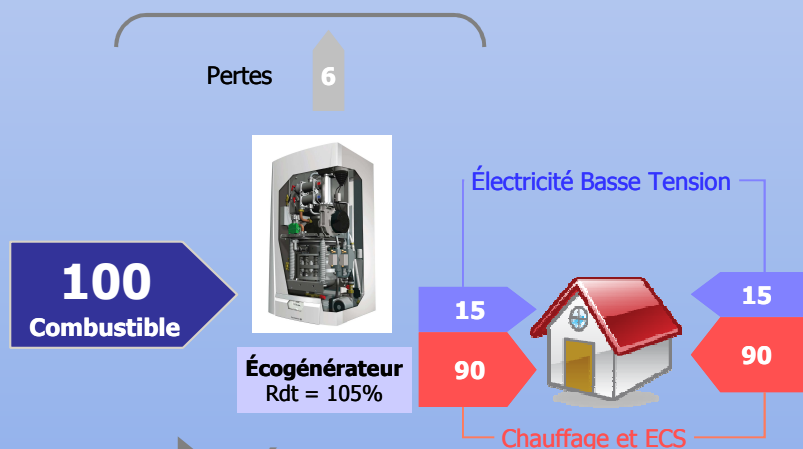 Pertes
6
Électricité Basse Tension
100
Combustible
15
15
Écogénérateur
Rdt = 105%
90
90
Chauffage et ECS